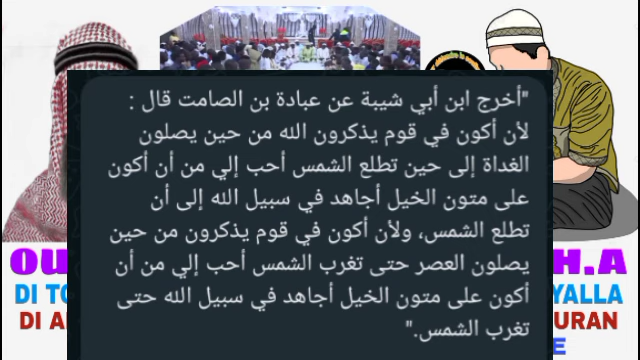 "أخرج ابن أبي شيبة عن عبادة بن الصامت قال :
لأن أكون في قوم يذكرون الله من حين يصلون
الغداة إلى حين تطلع الشمس أحب إلي من أن أكون
على متون الخيل أجاهد في سبيل الله إلى أن
تطلع الشمس، ولأن أكون في قوم يذكرون من حين
يصلون العصر حتى تغرب الشمس أحب إلي من أن
أكون على متون الخيل أجاهد في سبيل الله حتى
تغرب الشمس."
OU H.A
DI TO YALLA
DI A URAN
E